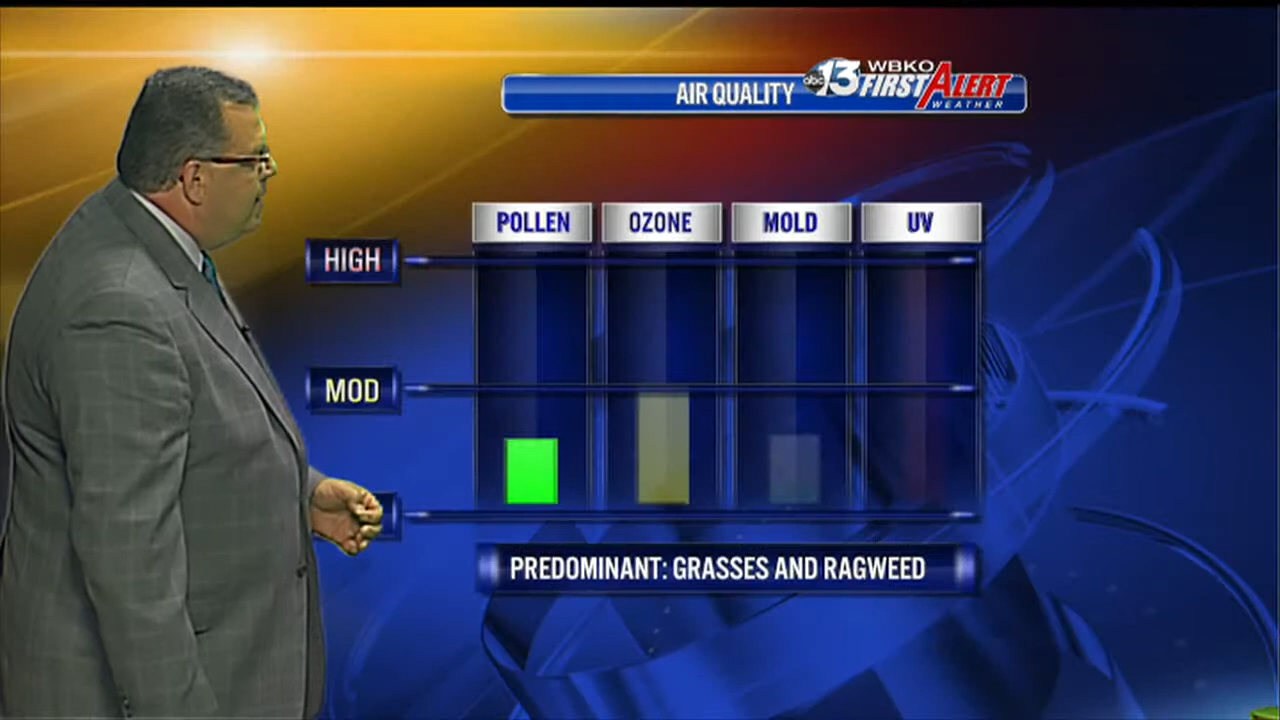 AIR QUALITY
abc 13 WBKO
FIRST ALERT
WEATHER
POLLEN OZONE MOLD UV
HIGH
MOD
PREDOMINANT: GRASSES AND RAGWEED